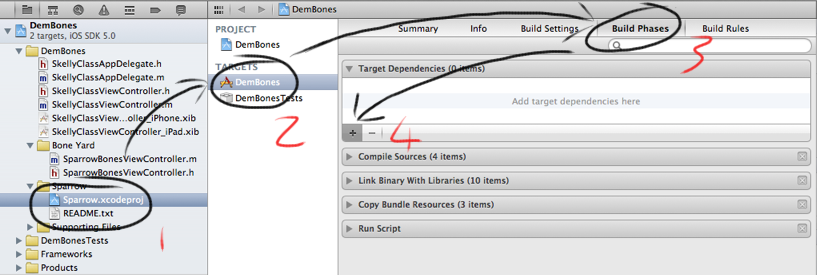 DemBones
DemBones
2 targets, iOS SDK 5.0
DemBones
SkellyClassAppDelegate.h
SkellyClassAppDelegate.m
SkellyClassViewController.h
SkellyClassViewController.m
SkellyClassView...oller_iPhone.xib
SkellyClassViewController_iPad.xib
Bone Yard
SparrowBonesViewController.m
SparrowBonesViewController.h
Sparrow
Sparrow.xcodeproj
README.txt
Supporting Files
DemBonesTests
Frameworks
Products
1
PROJECT
DemBones
TARGETS
DemBones
DemBonesTests
2
Summary
Info
Build Settings
Build Phases
Build Rules
3
Target Dependencies (0 items)
Add target dependencies here
4
Compile Sources (4 items)
Link Binary With Libraries (10 items)
Copy Bundle Resources (3 items)
Run Script